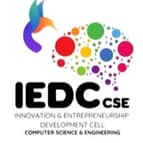 IEDC CSE
INNOVATION & ENTREPRENEURSHIP
DEVELOPMENT CELL
COMPUTER SCIENCE & ENGINEERING